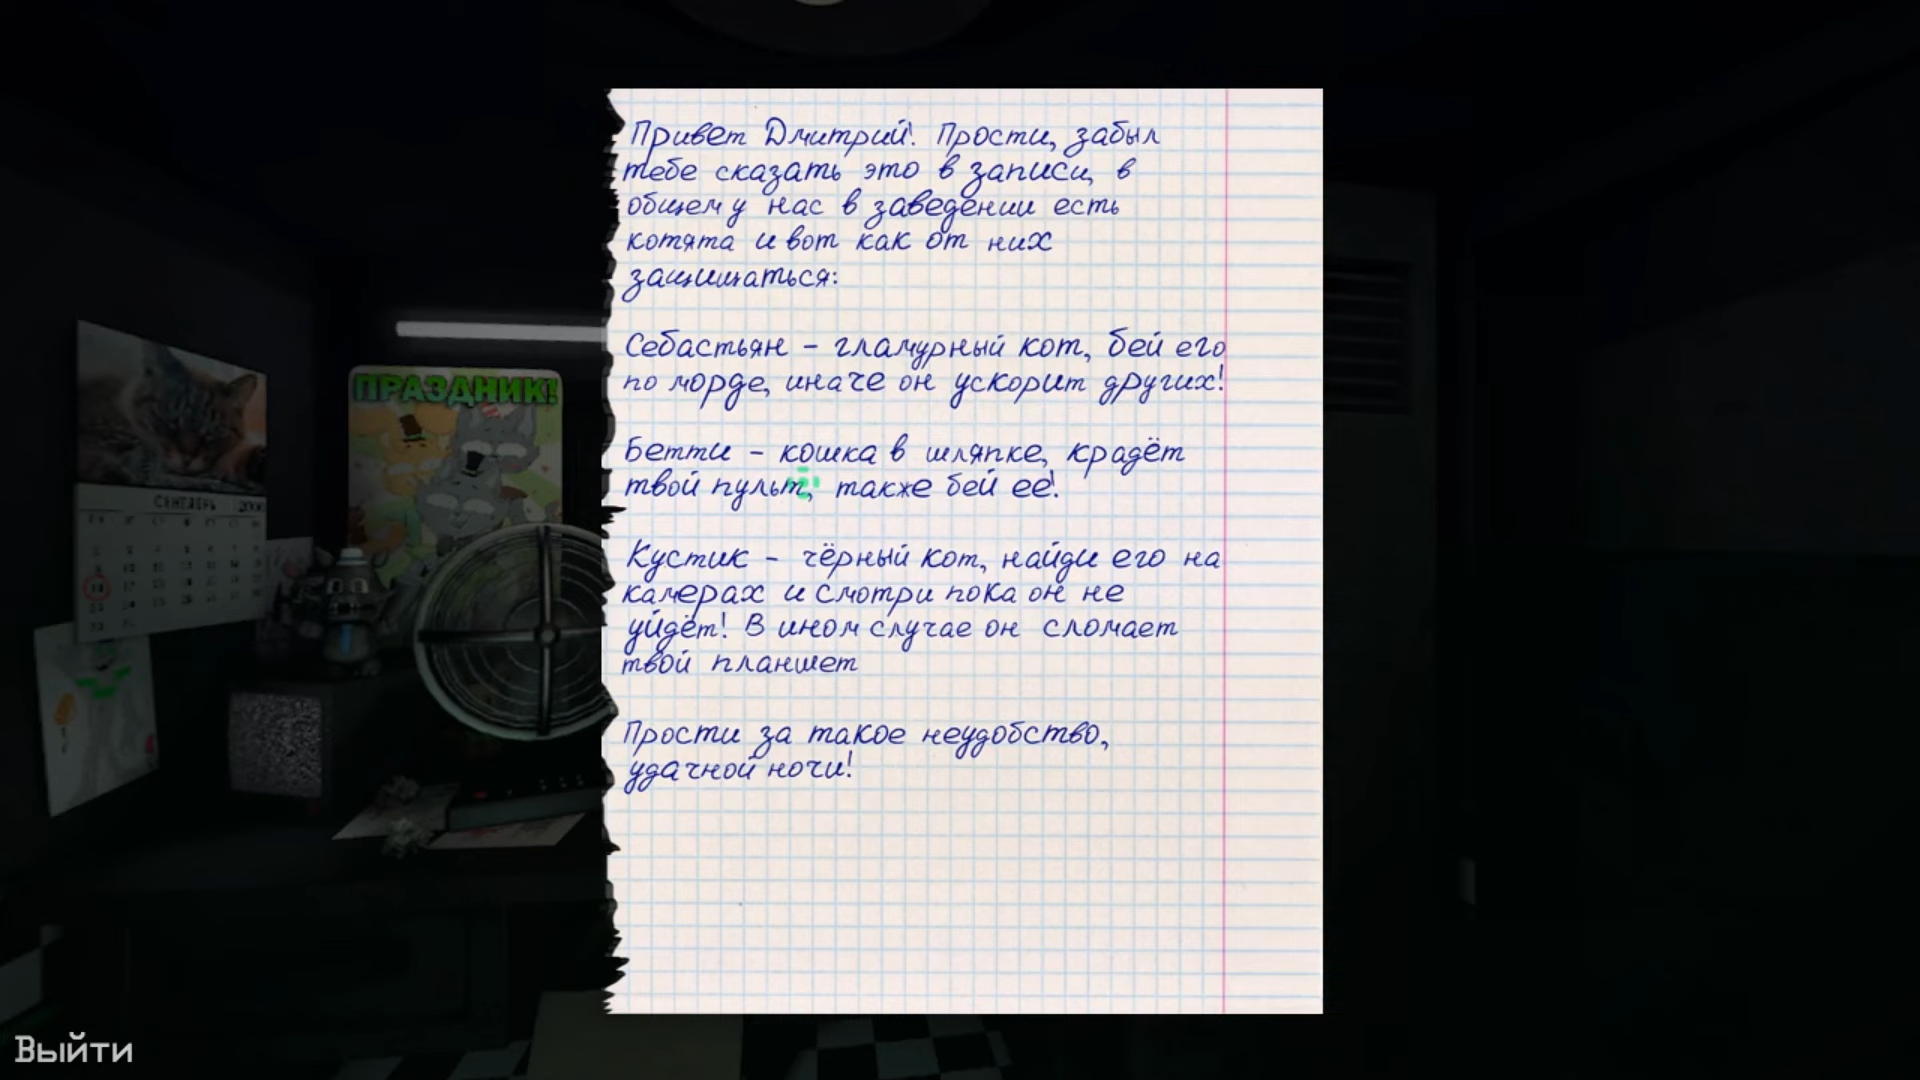 Привет Дмитрий! Прости, забыл
тебе сказать это в записи, в
общем у нас в заведении есть
котята и вот как от них
защищаться:
Себастьян - гламурный кот, бей его
по морде, иначе он ускорит других!
Бетти - кошка в шляпке, крадёт
твой пульт, также бей её!
Кустик - чёрный кот, найди его на
камерах и смотри пока он не
уйдёт! В ином случае он сломает
твой планшет
Прости за такое неудобство,
удачной ночи!
ПРАЗДНИК!
СЕНТЯБРЬ
Выйти